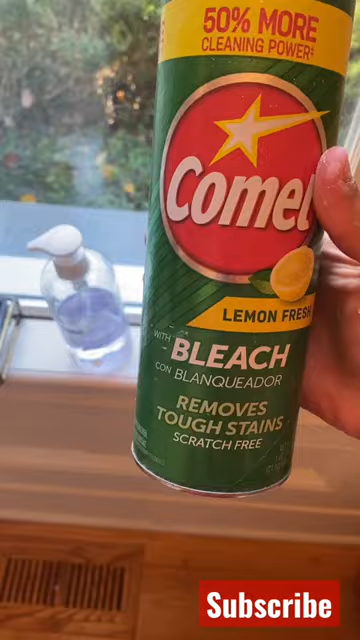 50% MORE
CLEANING POWER‡
Comet
LEMON FRESH
WITH BLEACH
CON BLANQUEADOR
REMOVES
TOUGH STAINS
SCRATCH FREE
Subscribe